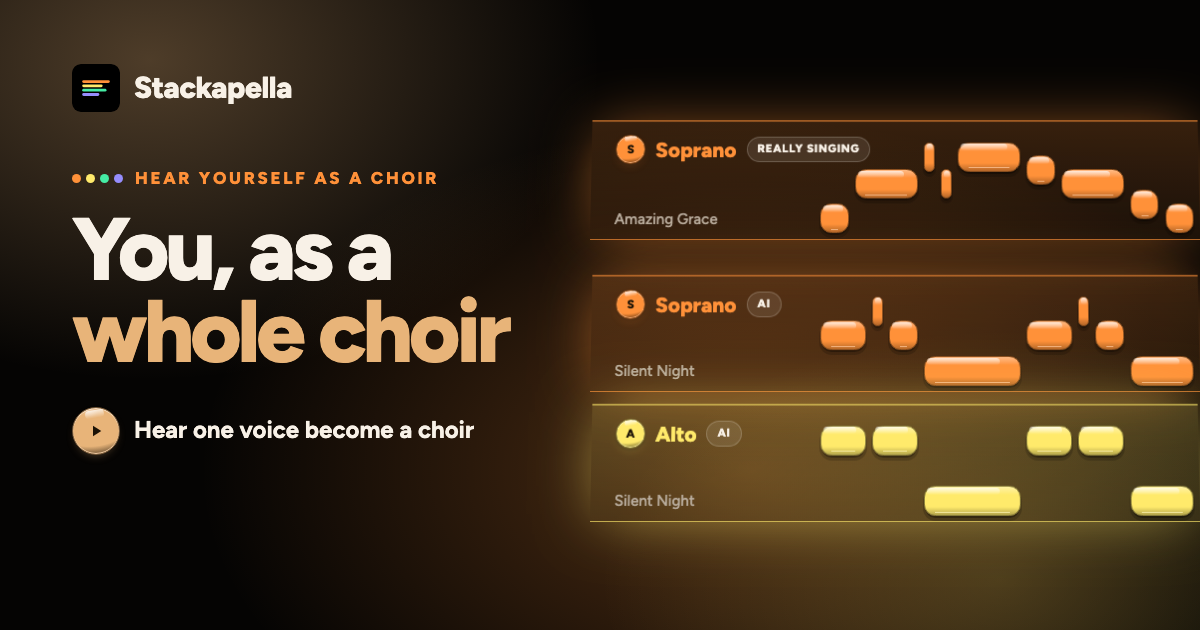 Stackapella
HEAR YOURSELF AS A CHOIR
You, as a
whole choir
Hear one voice become a choir
S Soprano REALLY SINGING
Amazing Grace
S Soprano AI
Silent Night
A Alto AI
Silent Night